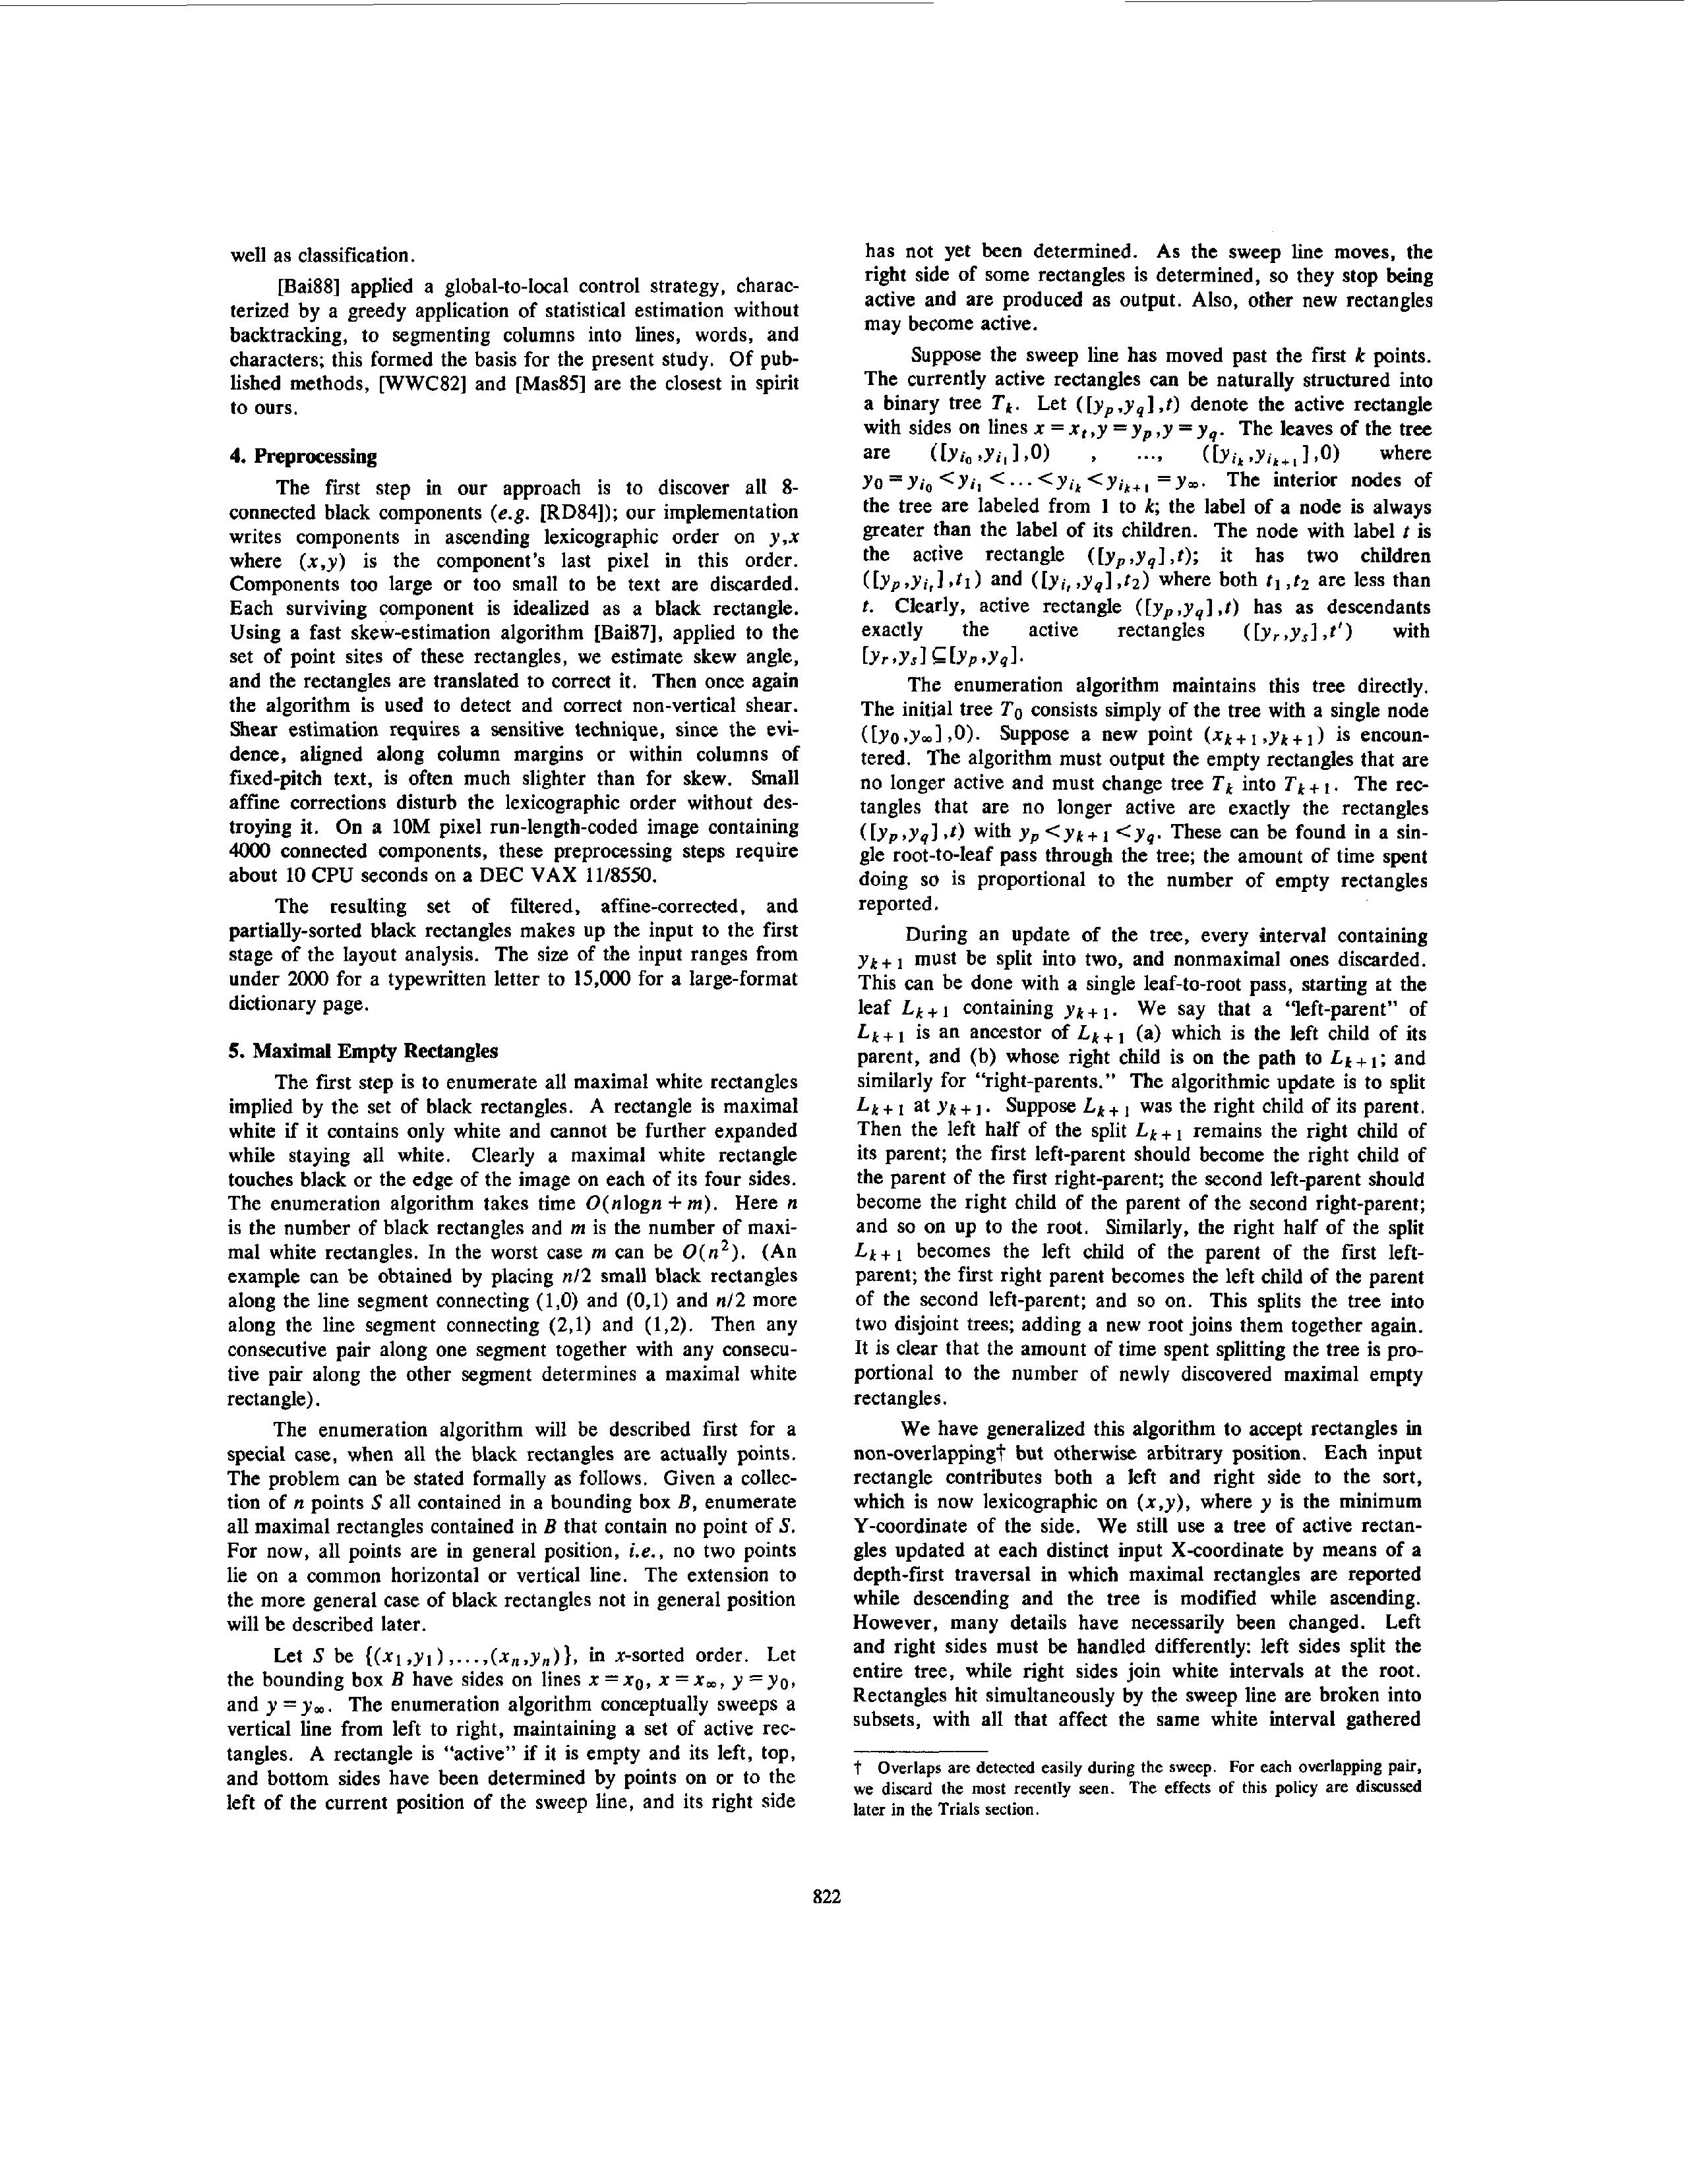 well as classification.
[Bai88] applied a global-to-local control strategy, charac-
terized by a greedy application of statistical estimation without
backtracking, to segmenting columns into lines, words, and
characters; this formed the basis for the present study. Of pub-
lished methods, [WWC82] and [Mas85] are the closest in spirit
to ours.
4. Preprocessing
The first step in our approach is to discover all 8-
connected black components (e.g. [RD84]); our implementation
writes components in ascending lexicographic order on y,x
where (x,y) is the component's last pixel in this order.
Components too large or too small to be text are discarded.
Each surviving component is idealized as a black rectangle.
Using a fast skew-estimation algorithm [Bai87], applied to the
set of point sites of these rectangles, we estimate skew angle,
and the rectangles are translated to correct it. Then once again
the algorithm is used to detect and correct non-vertical shear.
Shear estimation requires a sensitive technique, since the evi-
dence, aligned along column margins or within columns of
fixed-pitch text, is often much slighter than for skew. Small
affine corrections disturb the lexicographic order without des-
troying it. On a 10M pixel run-length-coded image containing
4000 connected components, these preprocessing steps require
about 10 CPU seconds on a DEC VAX 11/8550.
The resulting set of filtered, affine-corrected, and
partially-sorted black rectangles makes up the input to the first
stage of the layout analysis. The size of the input ranges from
under 2000 for a typewritten letter to 15,000 for a large-format
dictionary page.
5. Maximal Empty Rectangles
The first step is to enumerate all maximal white rectangles
implied by the set of black rectangles. A rectangle is maximal
white if it contains only white and cannot be further expanded
while staying all white. Clearly a maximal white rectangle
touches black or the edge of the image on each of its four sides.
The enumeration algorithm takes time O(nlogn + m). Here n
is the number of black rectangles and m is the number of maxi-
mal white rectangles. In the worst case m can be O(n²). (An
example can be obtained by placing n/2 small black rectangles
along the line segment connecting (1,0) and (0,1) and n/2 more
along the line segment connecting (2,1) and (1,2). Then any
consecutive pair along one segment together with any consecu-
tive pair along the other segment determines a maximal white
rectangle).
The enumeration algorithm will be described first for a
special case, when all the black rectangles are actually points.
The problem can be stated formally as follows. Given a collec-
tion of n points S all contained in a bounding box B, enumerate
all maximal rectangles contained in B that contain no point of S.
For now, all points are in general position, i.e., no two points
lie on a common horizontal or vertical line. The extension to
the more general case of black rectangles not in general position
will be described later.
Let S be {(x₁,y₁),...,(xₙ,yₙ)}, in x-sorted order. Let
the bounding box B have sides on lines x = x₀, x = x∞, y = y₀,
and y = y∞. The enumeration algorithm conceptually sweeps a
vertical line from left to right, maintaining a set of active rec-
tangles. A rectangle is "active" if it is empty and its left, top,
and bottom sides have been determined by points on or to the
left of the current position of the sweep line, and its right side
has not yet been determined. As the sweep line moves, the
right side of some rectangles is determined, so they stop being
active and are produced as output. Also, other new rectangles
may become active.
Suppose the sweep line has moved past the first k points.
The currently active rectangles can be naturally structured into
a binary tree T_k. Let ([y_p,y_q],t) denote the active rectangle
with sides on lines x = x_t, y = y_p, y = y_q. The leaves of the tree
are ([y_{i_0},y_{i_1}],0) , ..., ([y_{i_k},y_{i_{k+1}}],0) where
y₀ = y_{i_0} < y_{i_1} < ... < y_{i_k} < y_{i_{k+1}} = y∞. The interior nodes of
the tree are labeled from 1 to k; the label of a node is always
greater than the label of its children. The node with label t is
the active rectangle ([y_p,y_q],t); it has two children
([y_p,y_{i_t}],t₁) and ([y_{i_t},y_q],t₂) where both t₁,t₂ are less than
t. Clearly, active rectangle ([y_p,y_q],t) has as descendants
exactly the active rectangles ([y_r,y_s],t') with
[y_r,y_s] ⊆ [y_p,y_q].
The enumeration algorithm maintains this tree directly.
The initial tree T₀ consists simply of the tree with a single node
([y₀,y∞],0). Suppose a new point (x_{k+1},y_{k+1}) is encoun-
tered. The algorithm must output the empty rectangles that are
no longer active and must change tree T_k into T_{k+1}. The rec-
tangles that are no longer active are exactly the rectangles
([y_p,y_q],t) with y_p < y_{k+1} < y_q. These can be found in a sin-
gle root-to-leaf pass through the tree; the amount of time spent
doing so is proportional to the number of empty rectangles
reported.
During an update of the tree, every interval containing
y_{k+1} must be split into two, and nonmaximal ones discarded.
This can be done with a single leaf-to-root pass, starting at the
leaf L_{k+1} containing y_{k+1}. We say that a "left-parent" of
L_{k+1} is an ancestor of L_{k+1} (a) which is the left child of its
parent, and (b) whose right child is on the path to L_{k+1}; and
similarly for "right-parents." The algorithmic update is to split
L_{k+1} at y_{k+1}. Suppose L_{k+1} was the right child of its parent.
Then the left half of the split L_{k+1} remains the right child of
its parent; the first left-parent should become the right child of
the parent of the first right-parent; the second left-parent should
become the right child of the parent of the second right-parent;
and so on up to the root. Similarly, the right half of the split
L_{k+1} becomes the left child of the parent of the first left-
parent; the first right parent becomes the left child of the parent
of the second left-parent; and so on. This splits the tree into
two disjoint trees; adding a new root joins them together again.
It is clear that the amount of time spent splitting the tree is pro-
portional to the number of newly discovered maximal empty
rectangles.
We have generalized this algorithm to accept rectangles in
non-overlapping† but otherwise arbitrary position. Each input
rectangle contributes both a left and right side to the sort,
which is now lexicographic on (x,y), where y is the minimum
Y-coordinate of the side. We still use a tree of active rectan-
gles updated at each distinct input X-coordinate by means of a
depth-first traversal in which maximal rectangles are reported
while descending and the tree is modified while ascending.
However, many details have necessarily been changed. Left
and right sides must be handled differently: left sides split the
entire tree, while right sides join white intervals at the root.
Rectangles hit simultaneously by the sweep line are broken into
subsets, with all that affect the same white interval gathered
† Overlaps are detected easily during the sweep. For each overlapping pair,
we discard the most recently seen. The effects of this policy are discussed
later in the Trials section.
822